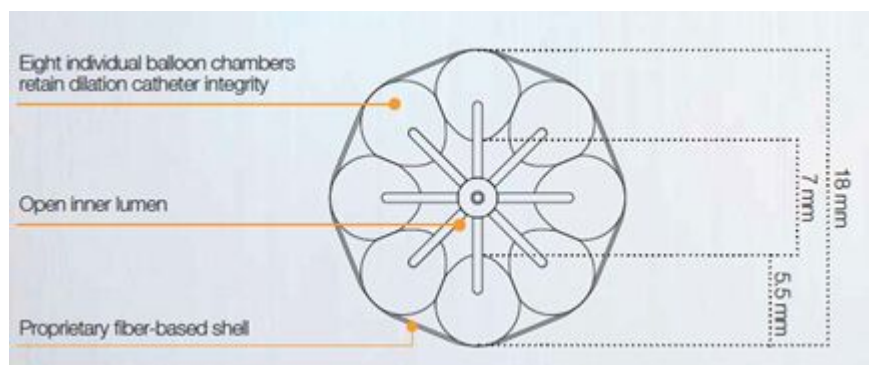 Eight individual balloon chambers
retain dilation catheter integrity
Open inner lumen
Proprietary fiber-based shell
18 mm
7 mm
5.5 mm